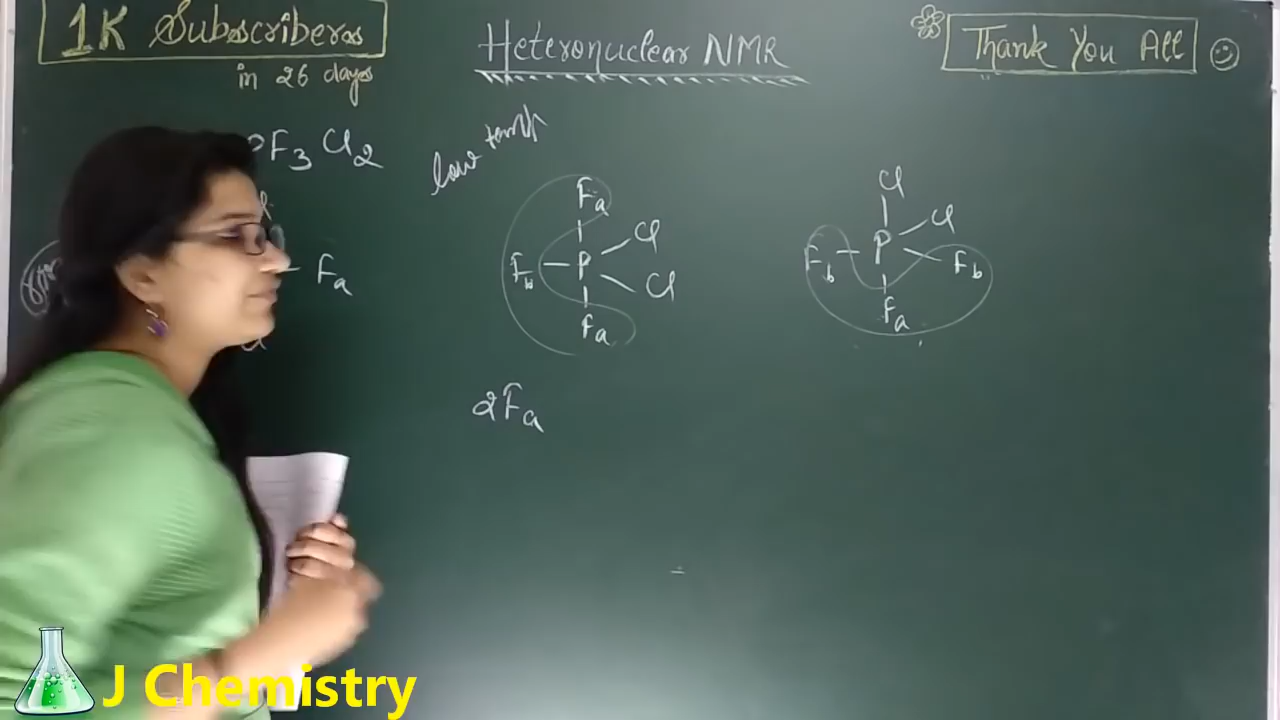 1K Subscribers
in 26 days
Heteronuclear NMR
Thank You All
PF3 Cl2
low temp
Fa
Fa
Cl
Fb P Cl
Fa
Cl
Cl
Fb P Fb
Fa
2Fa
J Chemistry